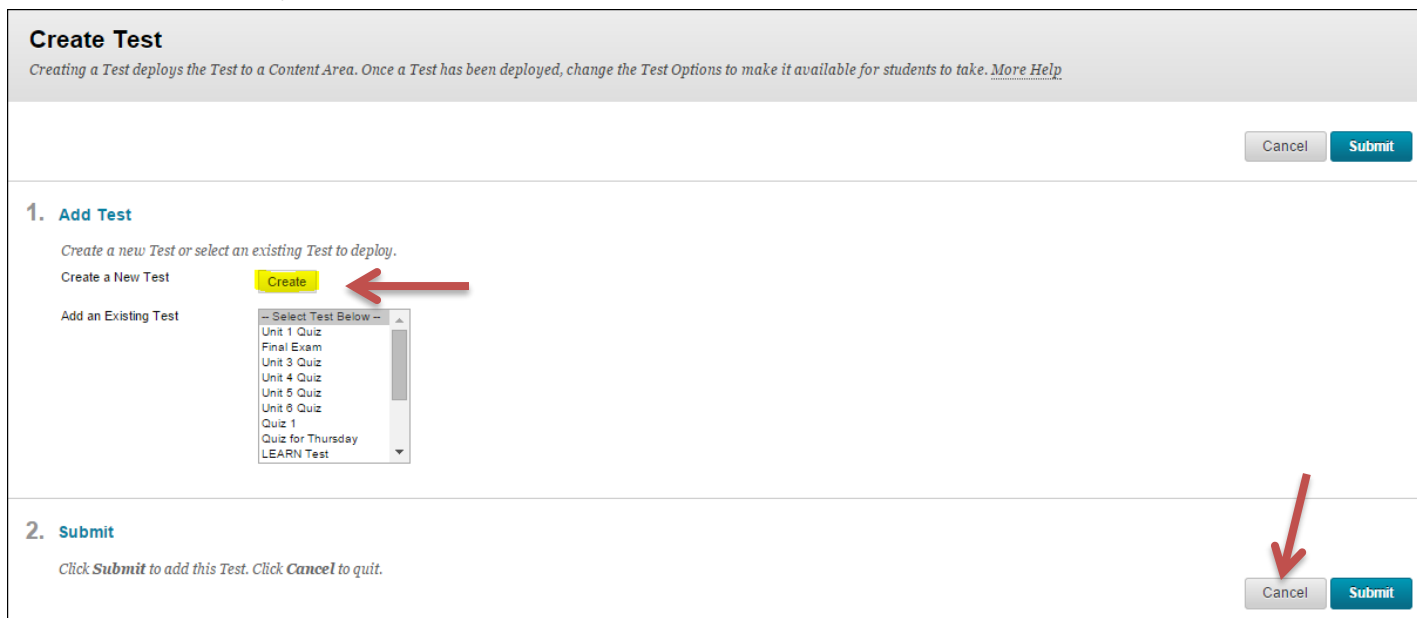 Create Test
Creating a Test deploys the Test to a Content Area. Once a Test has been deployed, change the Test Options to make it available for students to take. More Help
Cancel Submit
1. Add Test
Create a new Test or select an existing Test to deploy.
Create a New Test Create
Add an Existing Test -- Select Test Below --
Unit 1 Quiz
Final Exam
Unit 3 Quiz
Unit 4 Quiz
Unit 5 Quiz
Unit 6 Quiz
Quiz 1
Quiz for Thursday
LEARN Test
2. Submit
Click Submit to add this Test. Click Cancel to quit.
Cancel Submit